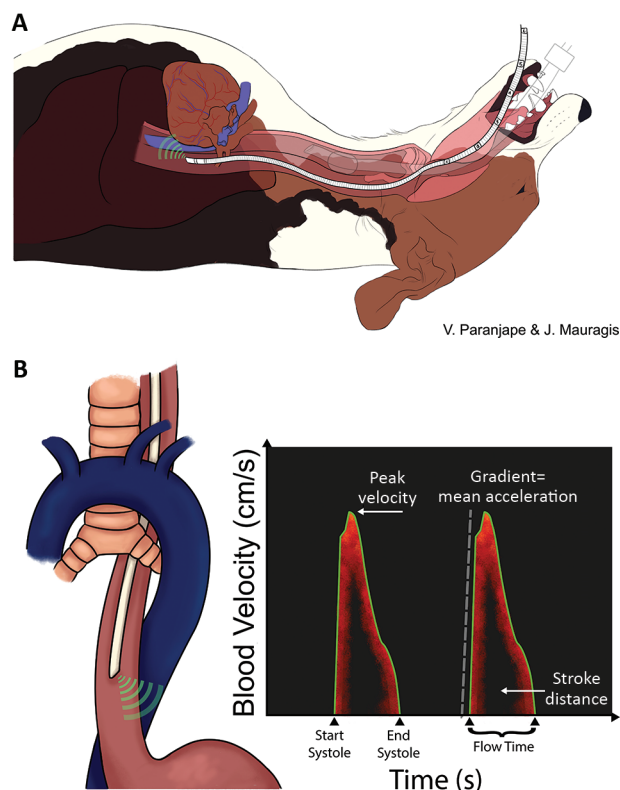 A
V. Paranjape & J. Mauragis
B
Blood Velocity (cm/s)
Peak
velocity
Gradient=
mean acceleration
Stroke
distance
Start
Systole
End
Systole
Flow Time
Time (s)